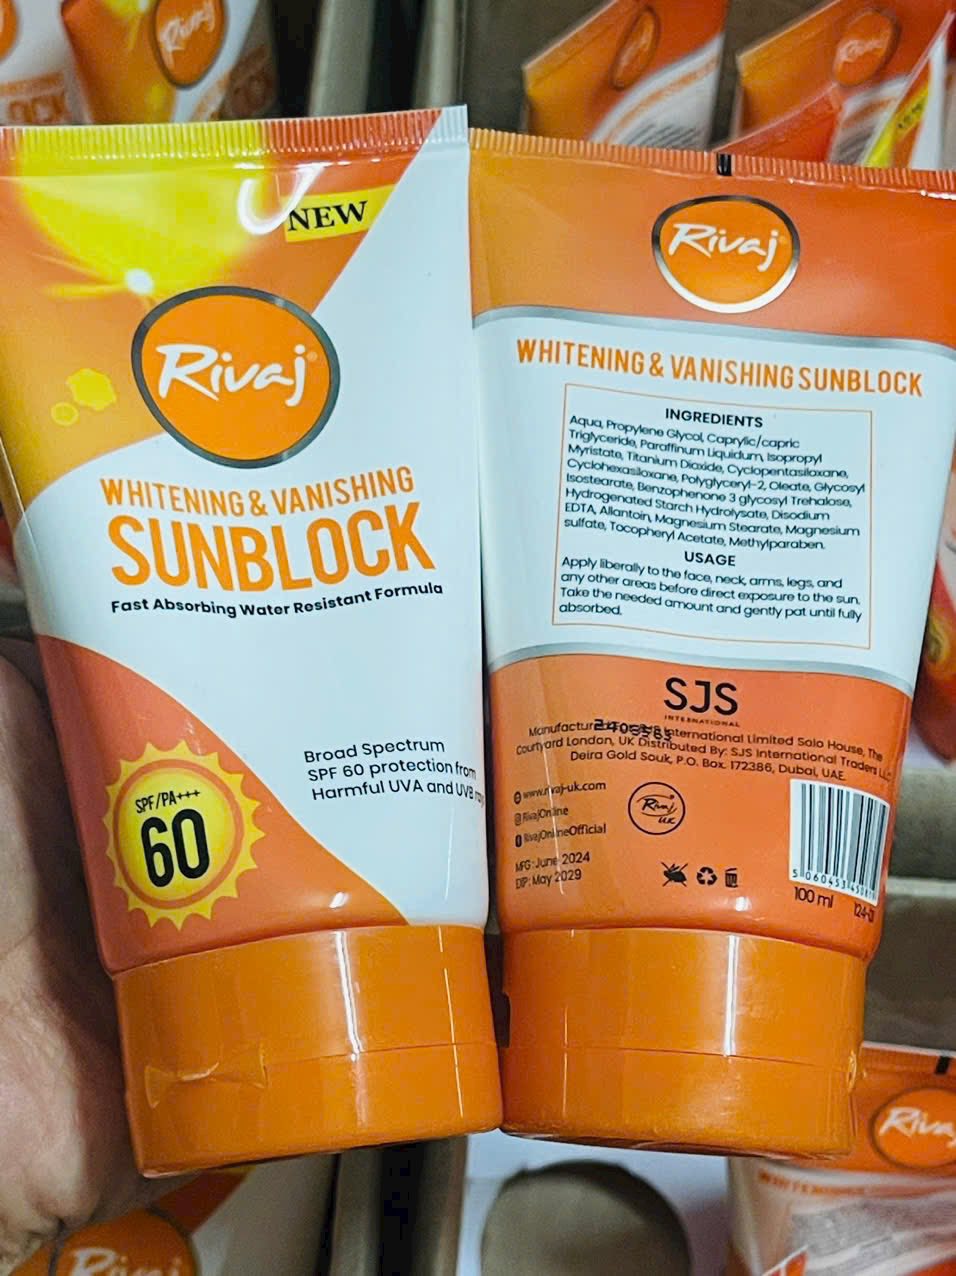 NEW
Rivaj
WHITENING & VANISHING
SUNBLOCK
Fast Absorbing Water Resistant Formula
Broad Spectrum
SPF 60 protection from
Harmful UVA and UVB
SPF/PA+++
60
Rivaj
WHITENING & VANISHING SUNBLOCK
INGREDIENTS
Aqua, Propylene Glycol, Caprylic/capric
Triglyceride, Paraffinum Liquidum, Isopropyl
Myristate, Titanium Dioxide, Cyclopentasiloxane,
Cyclohexasiloxane, Polyglyceryl-2, Oleate, Glycosyl
Isostearate, Benzophenone 3 glycosyl Trehalose,
Hydrogenated Starch Hydrolysate, Disodium
EDTA, Allantoin, Magnesium Stearate, Magnesium
sulfate, Tocopheryl Acetate, Methylparaben.
USAGE
Apply liberally to the face, neck, arms, legs, and
any other areas before direct exposure to the sun,
Take the needed amount and gently pat until fully
absorbed.
SJS
INTERNATIONAL
International Limited Solo House, The
Courtyard London, UK Distributed By: SJS International Traders
Deira Gold Souk, P.O. Box. 172386, Dubai, UAE.
www.rivaj-uk.com
@RivajOnline
RivajOnlineOfficial
Rivaj
UK
MFG: June 2024
EXP: May 2029
100 ml
Rivaj
Rivaj